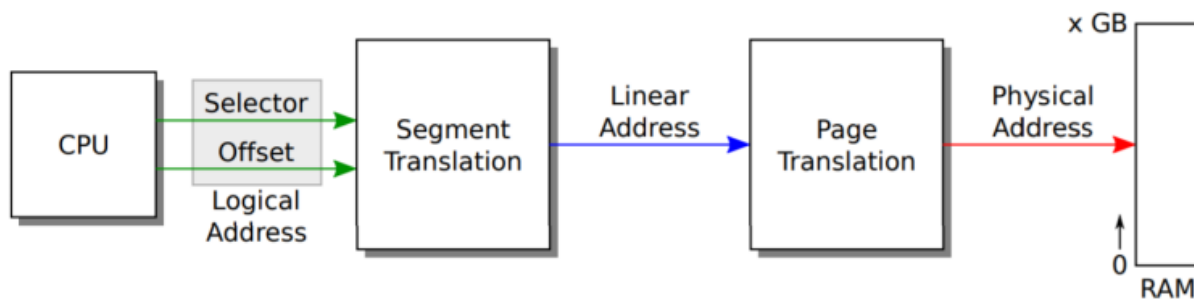 CPU
Selector
Offset
Logical
Address
Segment
Translation
Linear
Address
Page
Translation
Physical
Address
x GB
0
RAM